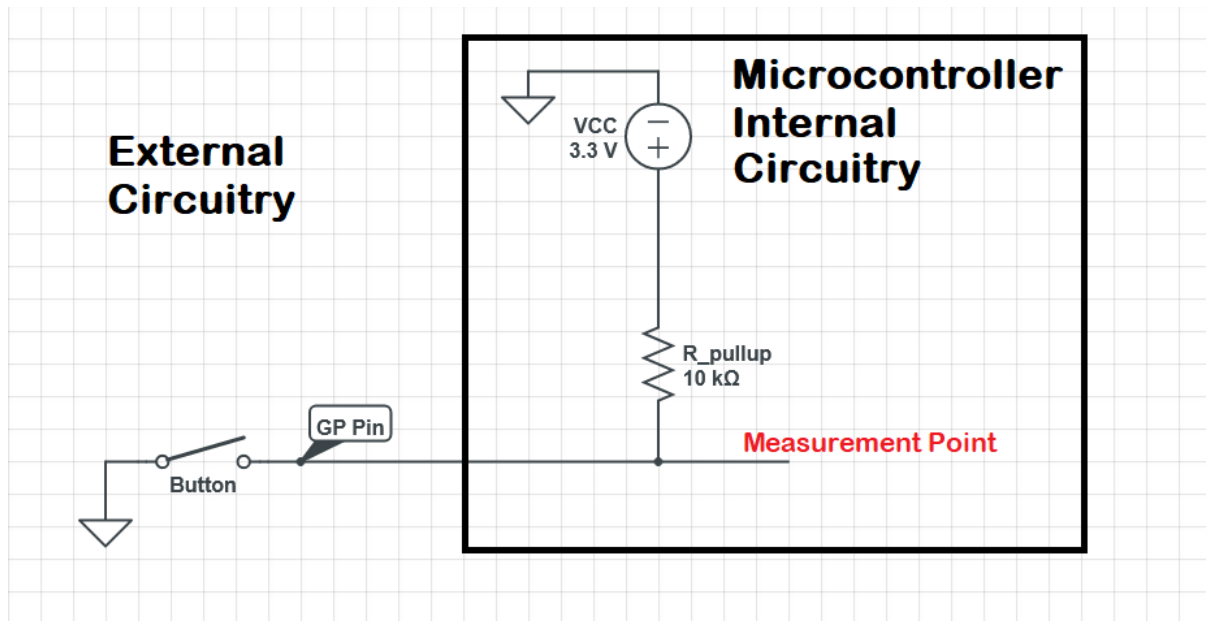 External
Circuitry
Microcontroller
Internal
Circuitry
VCC
3.3 V
R_pullup
10 kΩ
GP Pin
Measurement Point
Button